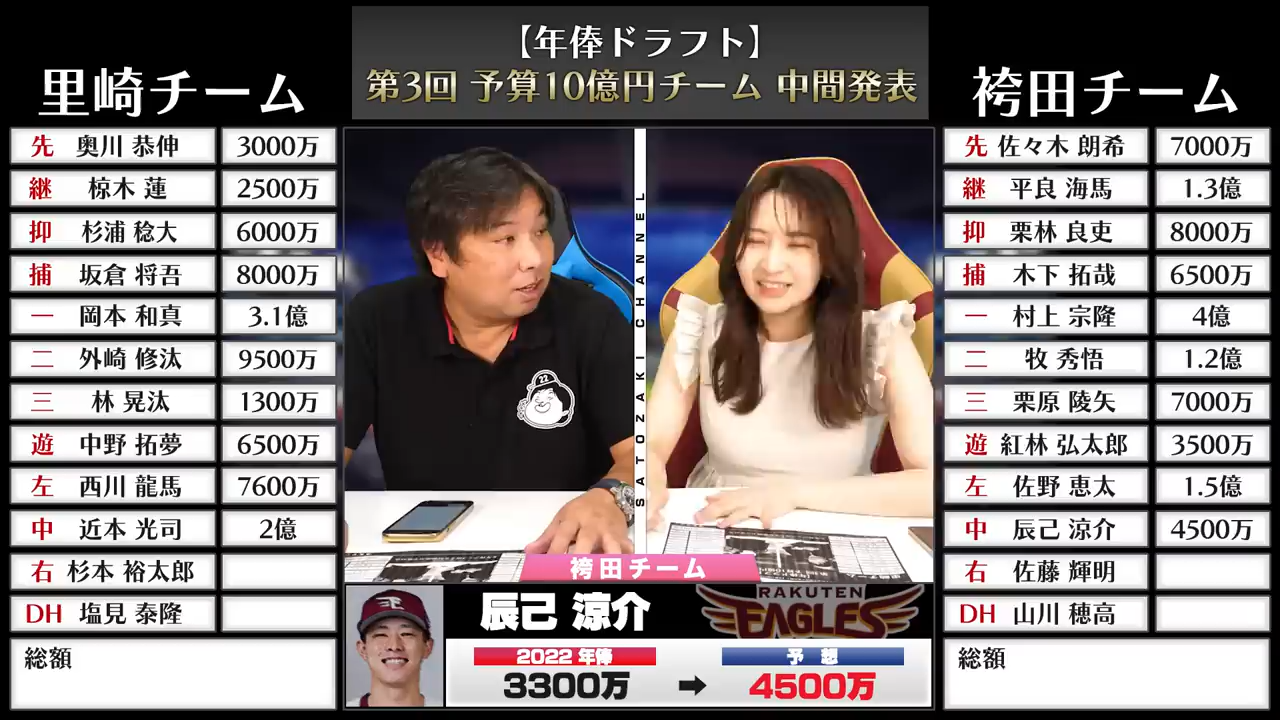 【年俸ドラフト】
第3回 予算10億円チーム 中間発表
里崎チーム
先 奥川 恭伸 3000万
継 椋木 蓮 2500万
抑 杉浦 稔大 6000万
捕 坂倉 将吾 8000万
一 岡本 和真 3.1億
二 外崎 修汰 9500万
三 林 晃汰 1300万
遊 中野 拓夢 6500万
左 西川 龍馬 7600万
中 近本 光司 2億
右 杉本 裕太郎
DH 塩見 泰隆
総額
22
SATOZAKI CHANNEL
袴田チーム
辰己 涼介
RAKUTEN
EAGLES
2022 年俸 予想
3300万 → 4500万
袴田チーム
先 佐々木 朗希 7000万
継 平良 海馬 1.3億
抑 栗林 良吏 8000万
捕 木下 拓哉 6500万
一 村上 宗隆 4億
二 牧 秀悟 1.2億
三 栗原 陵矢 7000万
遊 紅林 弘太郎 3500万
左 佐野 恵太 1.5億
中 辰己 涼介 4500万
右 佐藤 輝明
DH 山川 穂高
総額